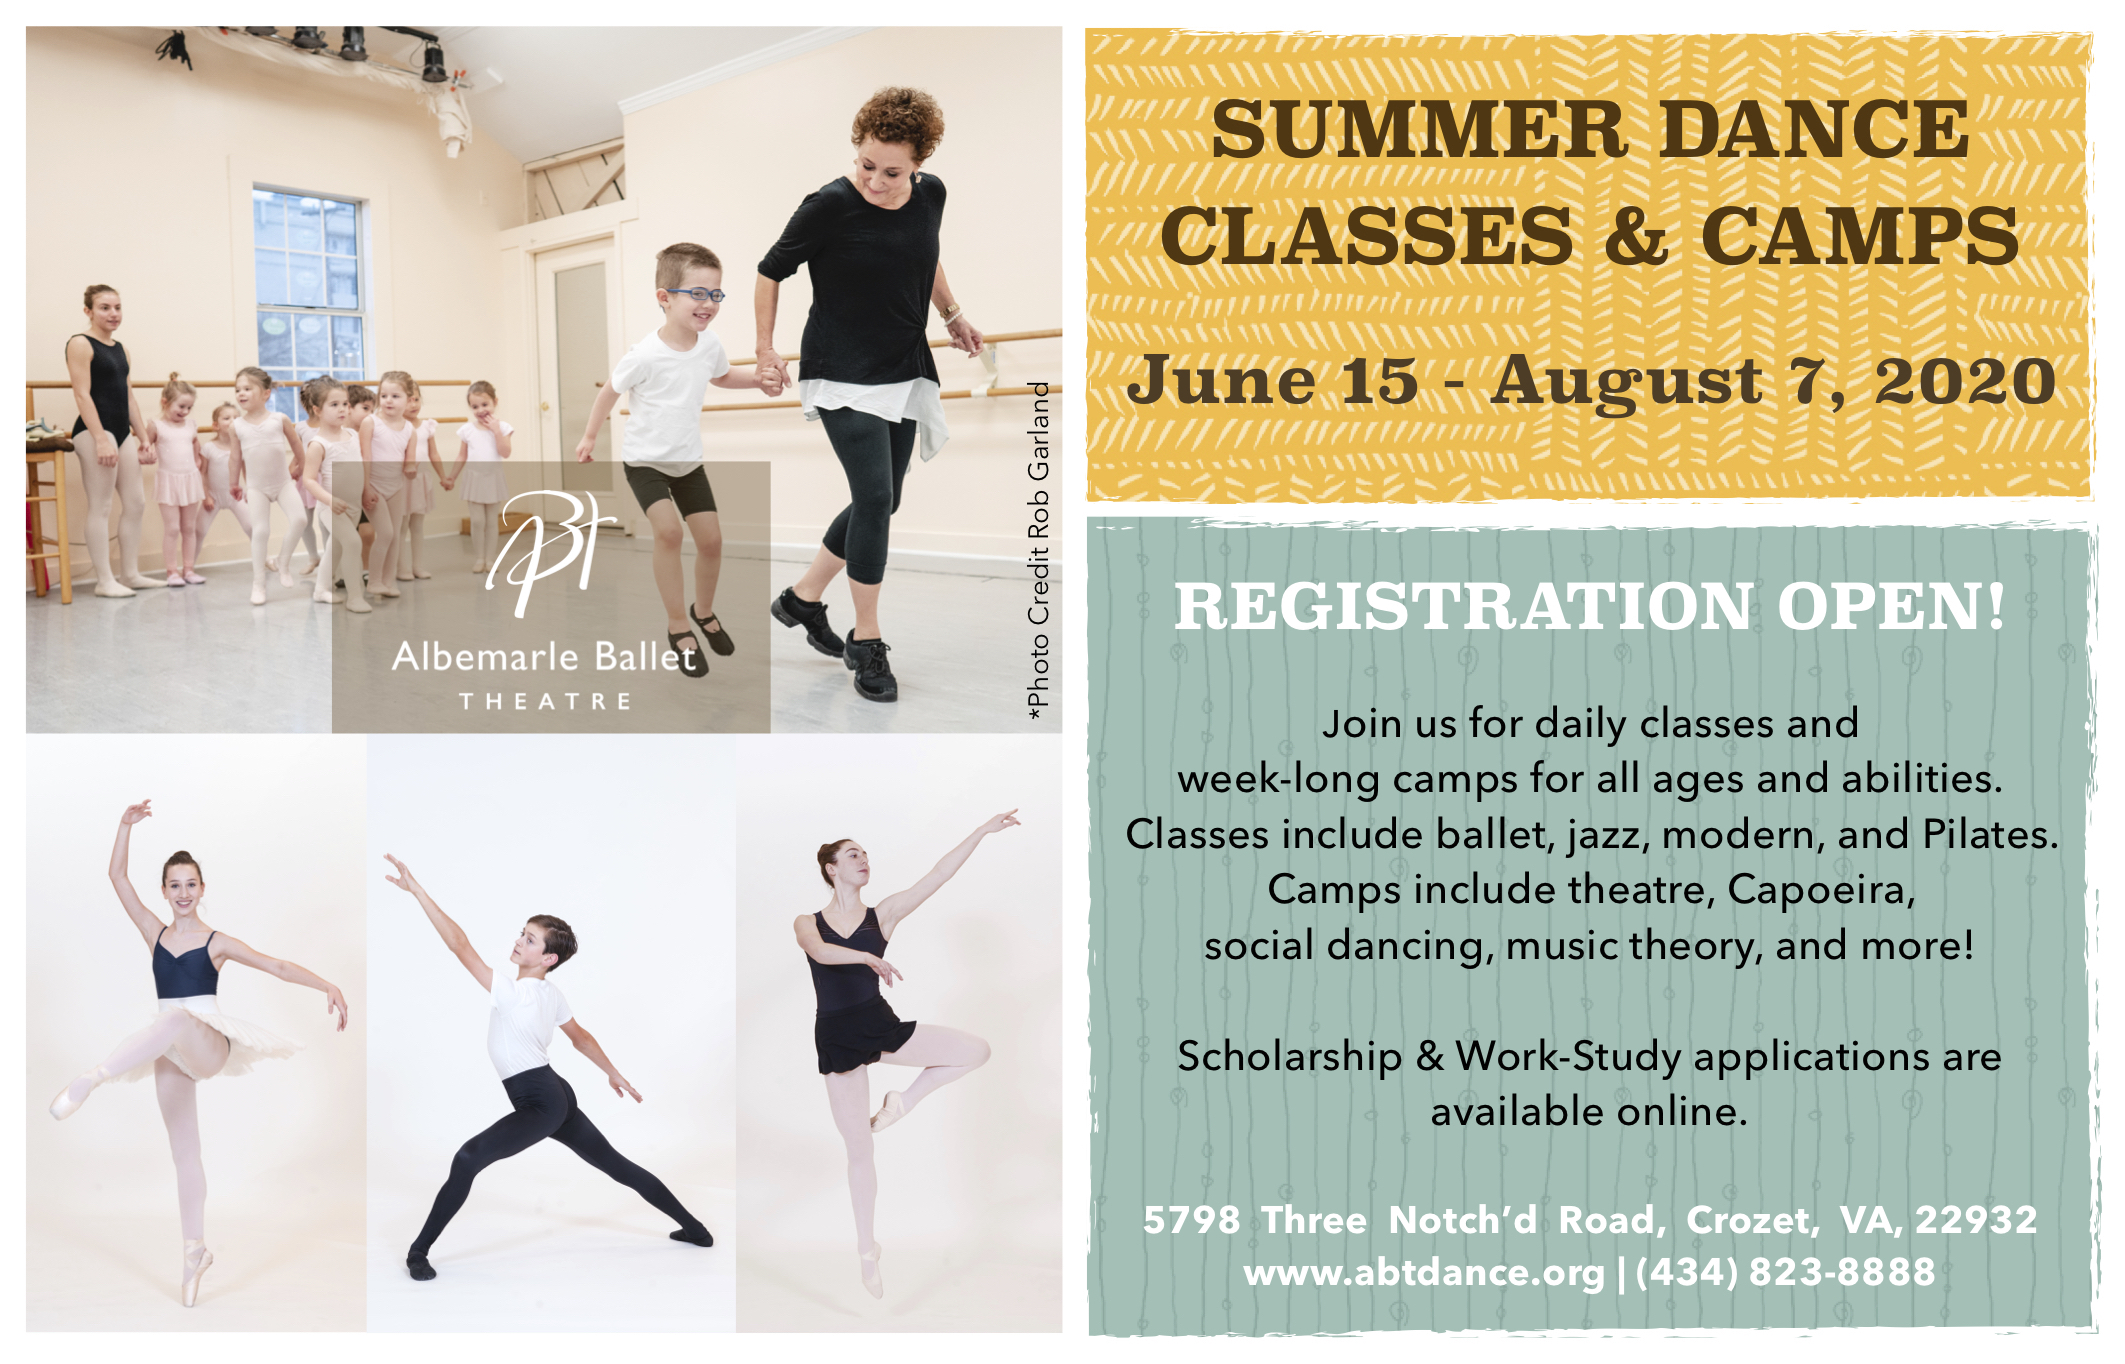 ABT
Albemarle Ballet
THEATRE
*Photo Credit Rob Garland
SUMMER DANCE
CLASSES & CAMPS
June 15 - August 7, 2020
REGISTRATION OPEN!
Join us for daily classes and
week-long camps for all ages and abilities.
Classes include ballet, jazz, modern, and Pilates.
Camps include theatre, Capoeira,
social dancing, music theory, and more!
Scholarship & Work-Study applications are
available online.
5798 Three Notch’d Road, Crozet, VA, 22932
www.abtdance.org | (434) 823-8888